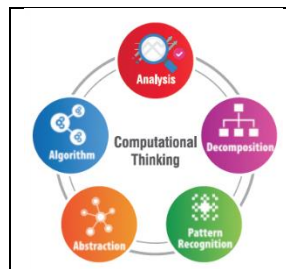 Analysis
Computational
Thinking
Algorithm
Decomposition
Abstraction
Pattern
Recognition